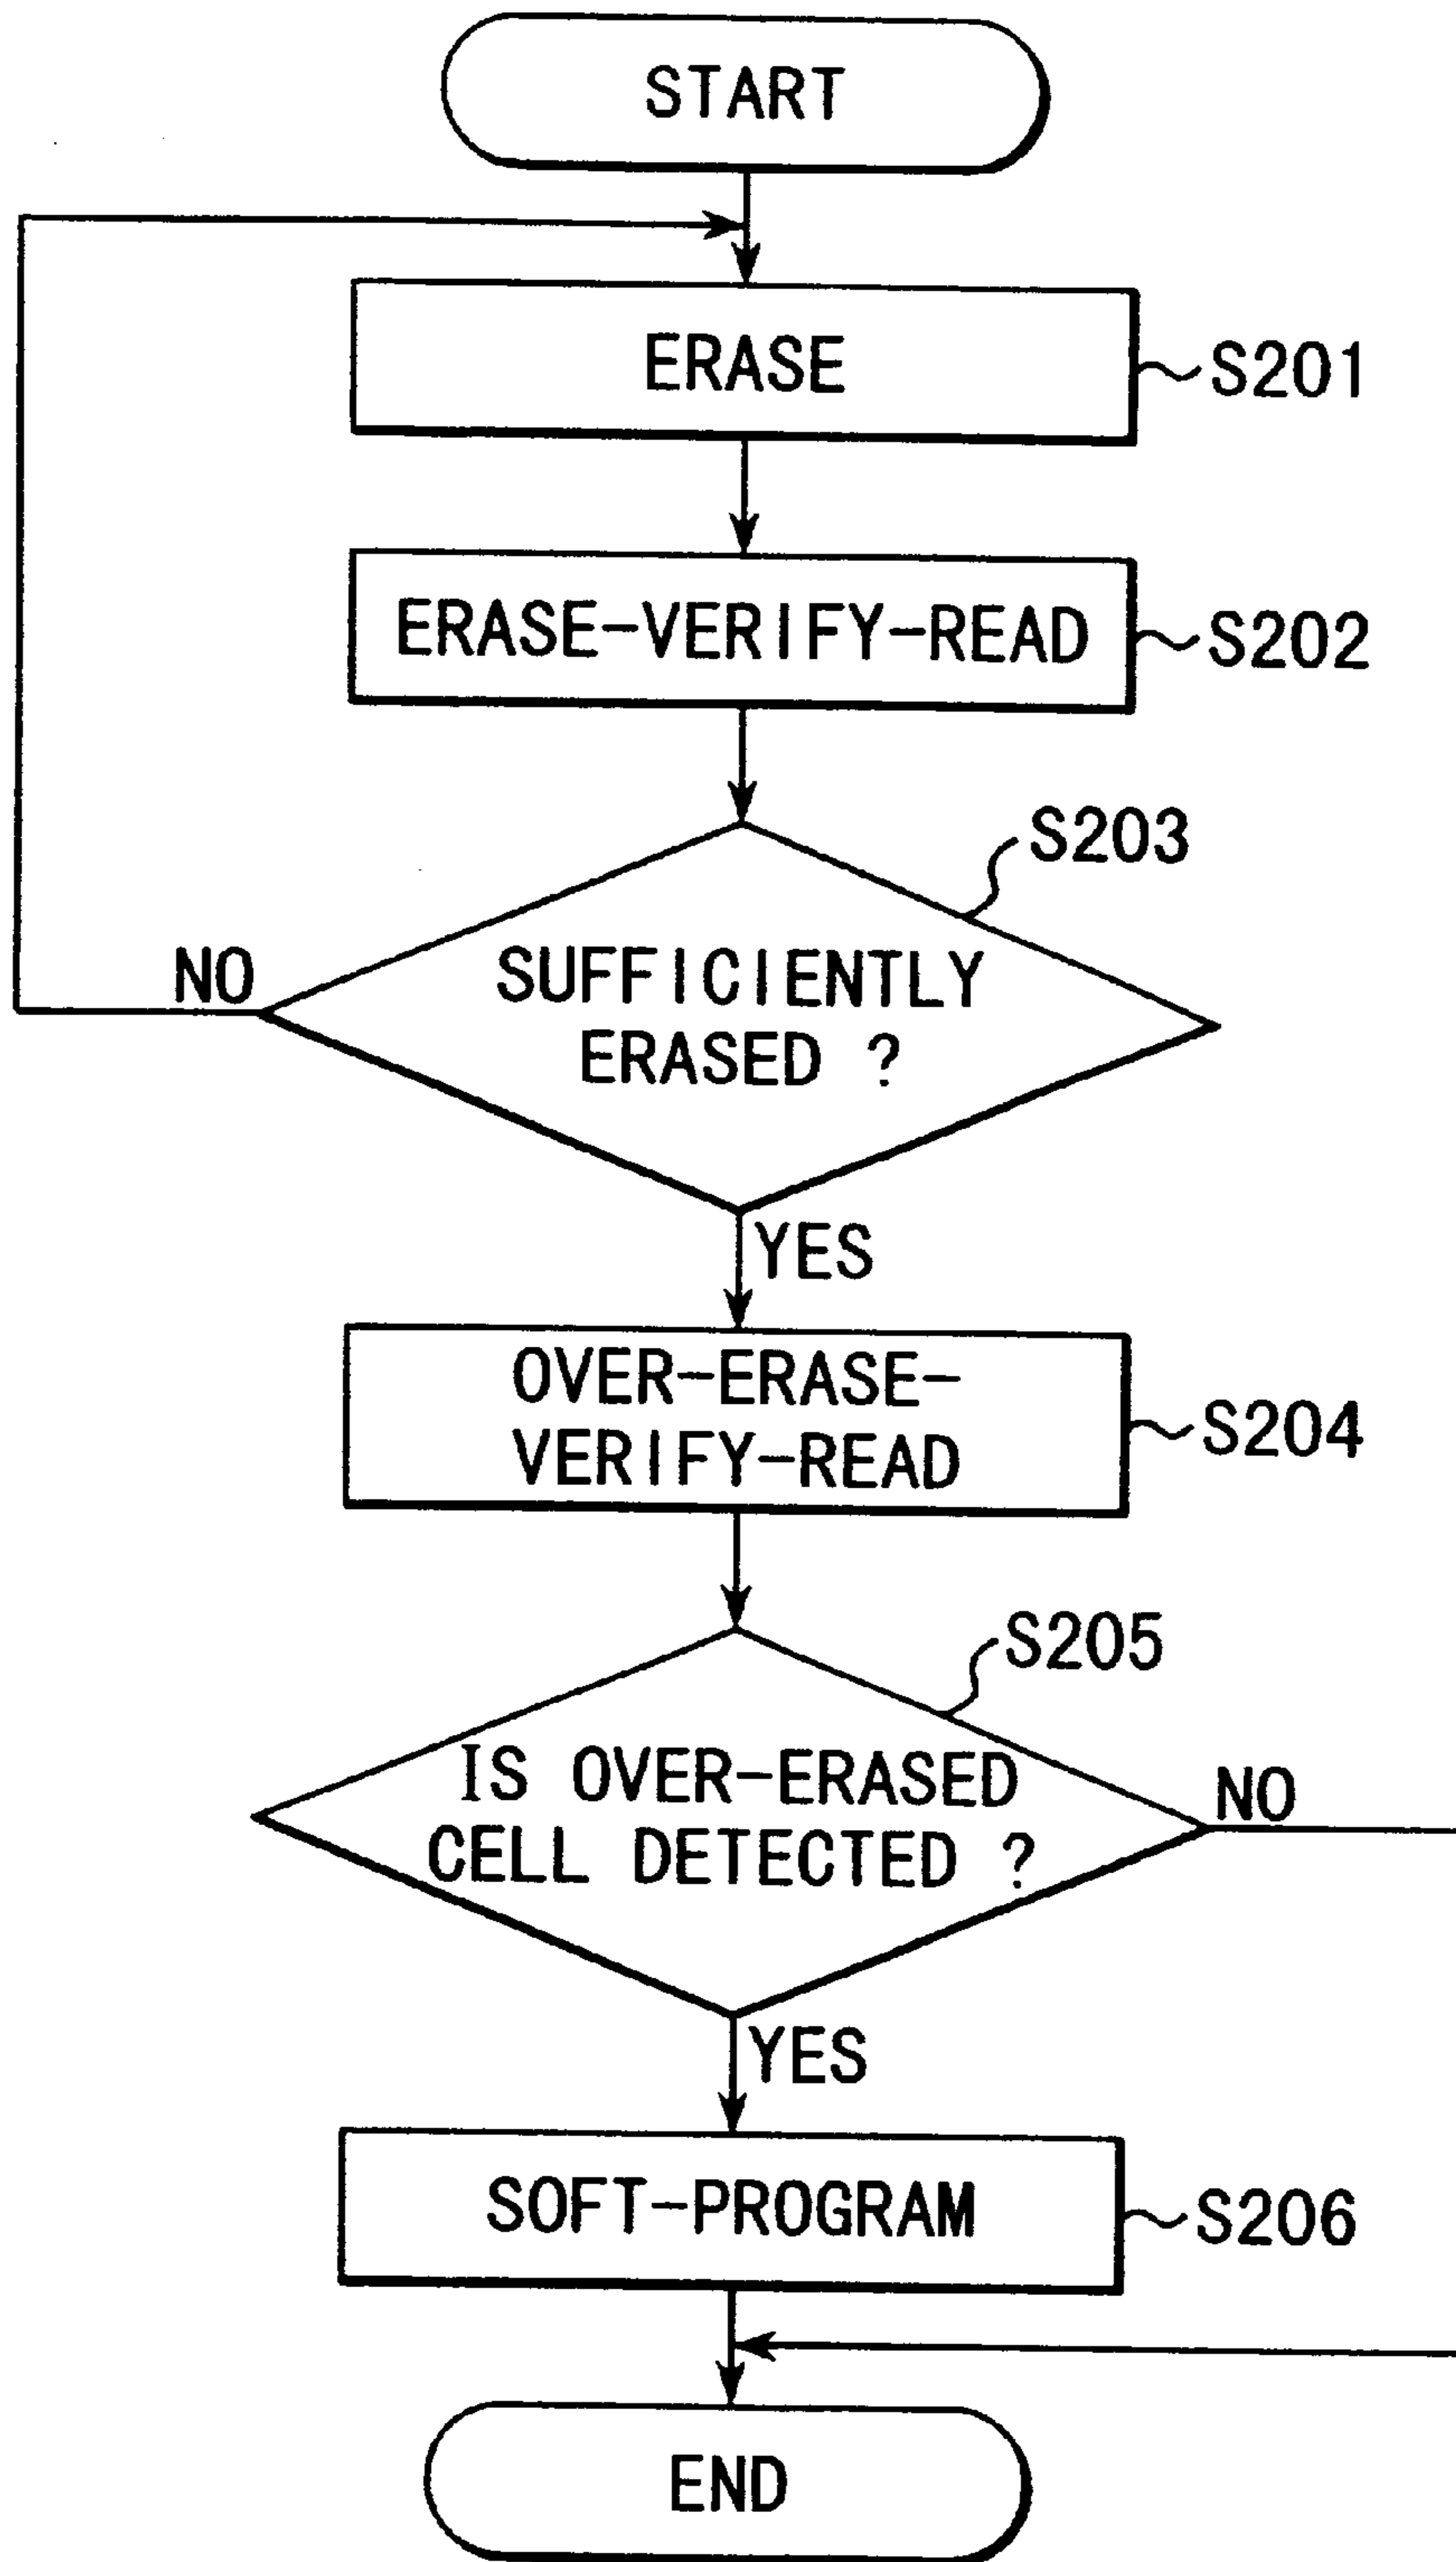 START
ERASE
S201
ERASE-VERIFY-READ
S202
S203
NO
SUFFICIENTLY
ERASED ?
YES
OVER-ERASE-
VERIFY-READ
S204
S205
IS OVER-ERASED
CELL DETECTED ?
NO
YES
SOFT-PROGRAM
S206
END